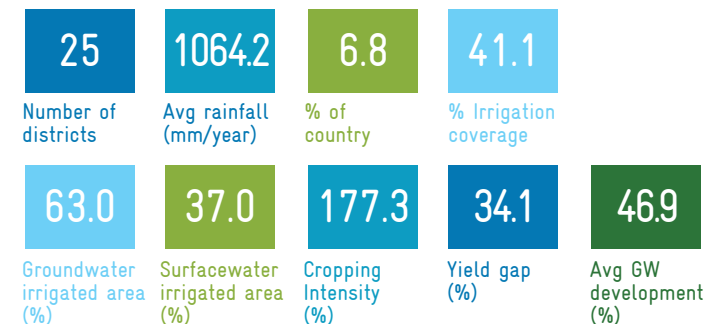 25
Number of
districts
1064.2
Avg rainfall
(mm/year)
6.8
% of
country
41.1
% Irrigation
coverage
63.0
Groundwater
irrigated area
(%)
37.0
Surfacewater
irrigated area
(%)
177.3
Cropping
Intensity
(%)
34.1
Yield gap
(%)
46.9
Avg GW
development
(%)